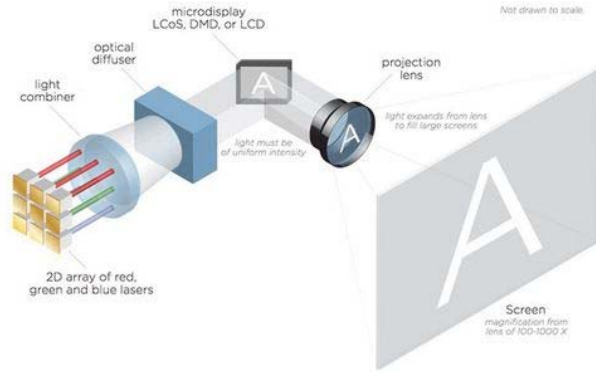 Not drawn to scale.
microdisplay
LCoS, DMD, or LCD
optical
diffuser
projection
lens
light
combiner
A
A
light expands from lens
to fill large screens
light must be
of uniform intensity
A
2D array of red,
green and blue lasers
Screen
magnification from
lens of 100-1000 X